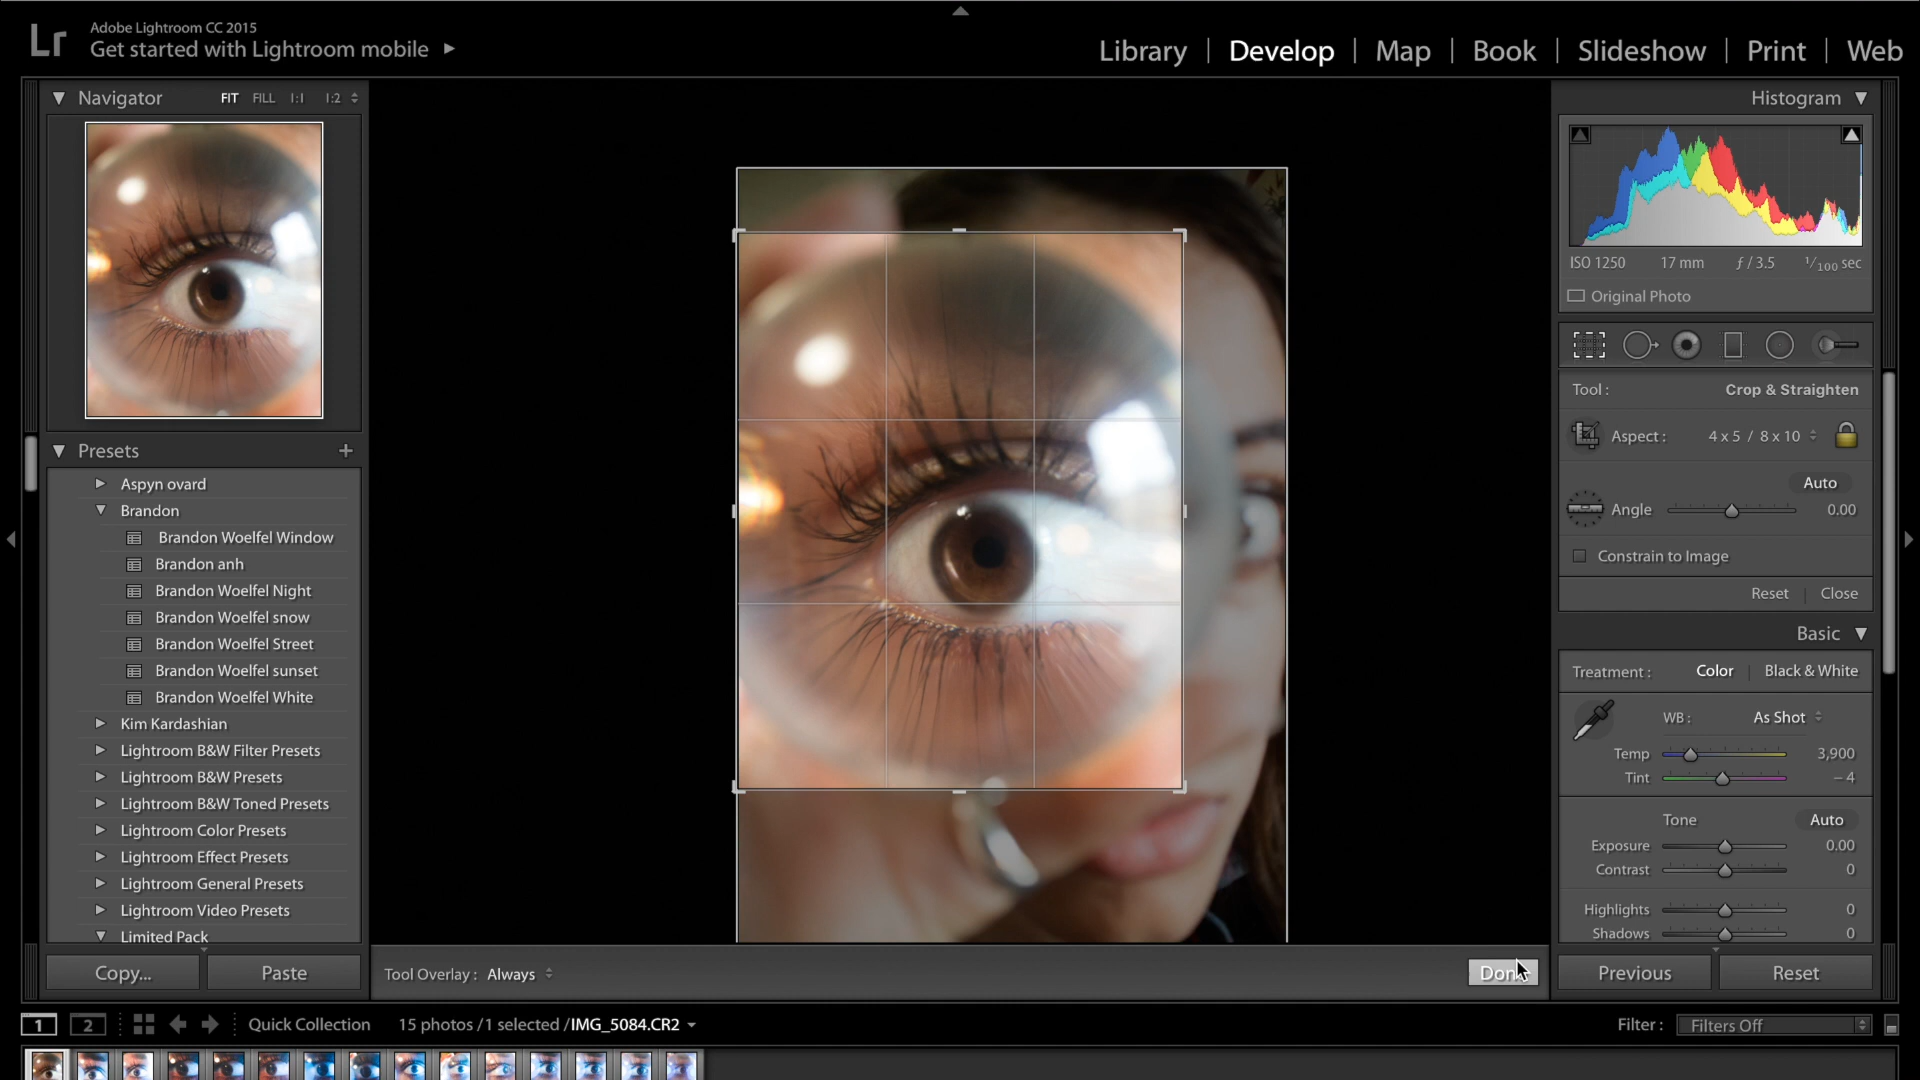 Lr
Adobe Lightroom CC 2015
Get started with Lightroom mobile
Library | Develop | Map | Book | Slideshow | Print | Web
Navigator FIT FILL 1:1 1:2
Presets +
Aspyn ovard
Brandon
Brandon Woelfel Window
Brandon anh
Brandon Woelfel Night
Brandon Woelfel snow
Brandon Woelfel Street
Brandon Woelfel sunset
Brandon Woelfel White
Kim Kardashian
Lightroom B&W Filter Presets
Lightroom B&W Presets
Lightroom B&W Toned Presets
Lightroom Color Presets
Lightroom Effect Presets
Lightroom General Presets
Lightroom Video Presets
Limited Pack
Copy... Paste
Tool Overlay : Always
Histogram
ISO 1250 17 mm ƒ / 3.5 1/100 sec
Original Photo
Tool : Crop & Straighten
Aspect : 4 x 5 / 8 x 10
Auto
Angle 0.00
Constrain to Image
Reset | Close
Basic
Treatment : Color | Black & White
WB : As Shot
Temp 3,900
Tint – 4
Tone Auto
Exposure 0.00
Contrast 0
Highlights 0
Shadows 0
Previous Reset
1 2 Quick Collection 15 photos /1 selected /IMG_5084.CR2
Filter : Filters Off